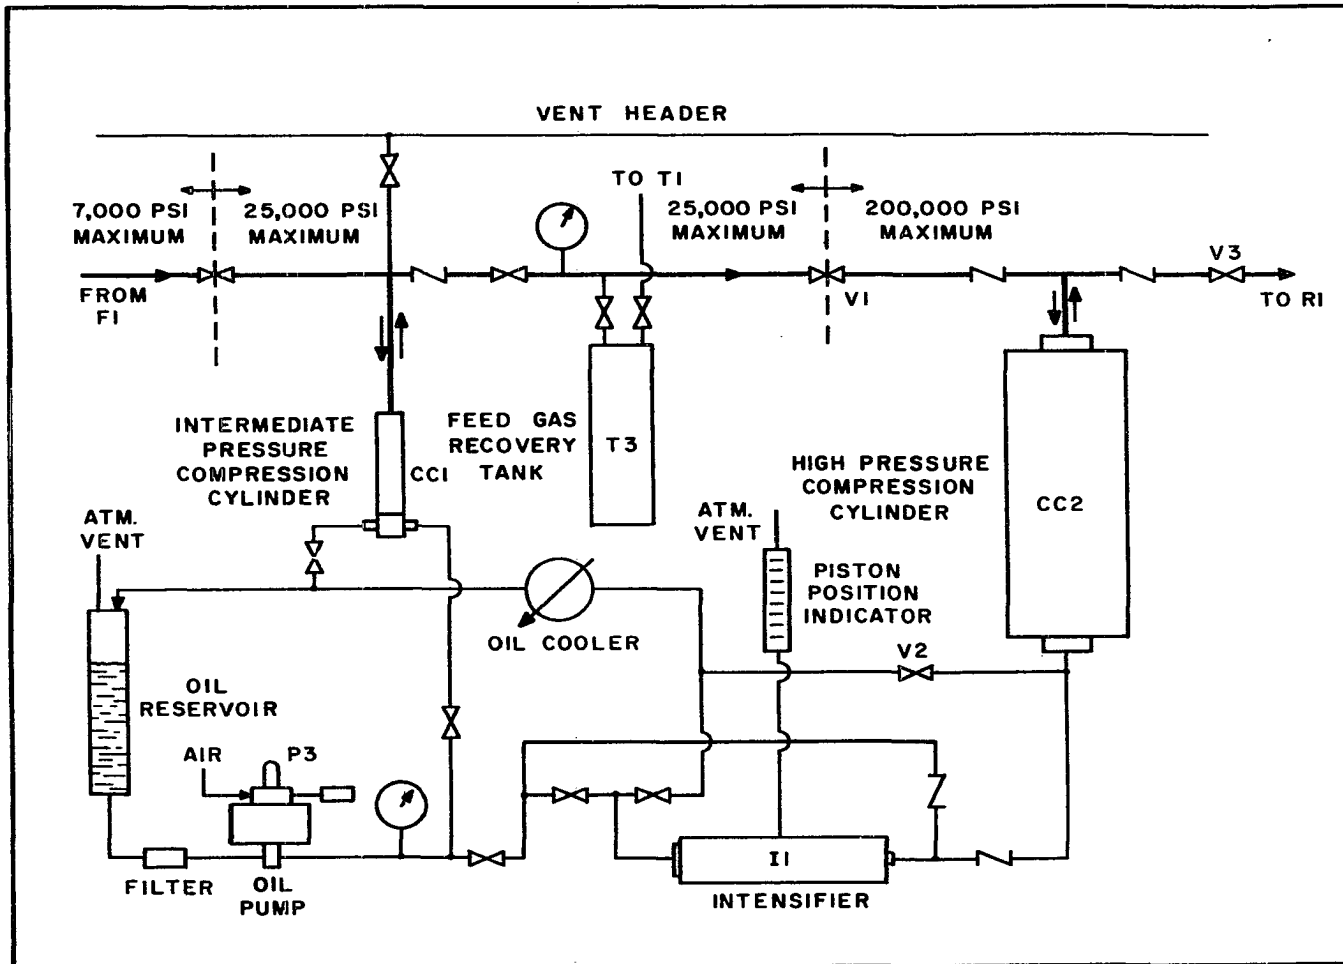 VENT HEADER
TO T1
7,000 PSI
MAXIMUM
25,000 PSI
MAXIMUM
25,000 PSI
MAXIMUM
200,000 PSI
MAXIMUM
V3
FROM
F1
V1
TO R1
INTERMEDIATE
PRESSURE
COMPRESSION
CYLINDER
CC1
FEED GAS
RECOVERY
TANK
T3
HIGH PRESSURE
COMPRESSION
CYLINDER
CC2
ATM.
VENT
ATM.
VENT
PISTON
POSITION
INDICATOR
OIL COOLER
V2
OIL
RESERVOIR
AIR
P3
FILTER
OIL
PUMP
I1
INTENSIFIER